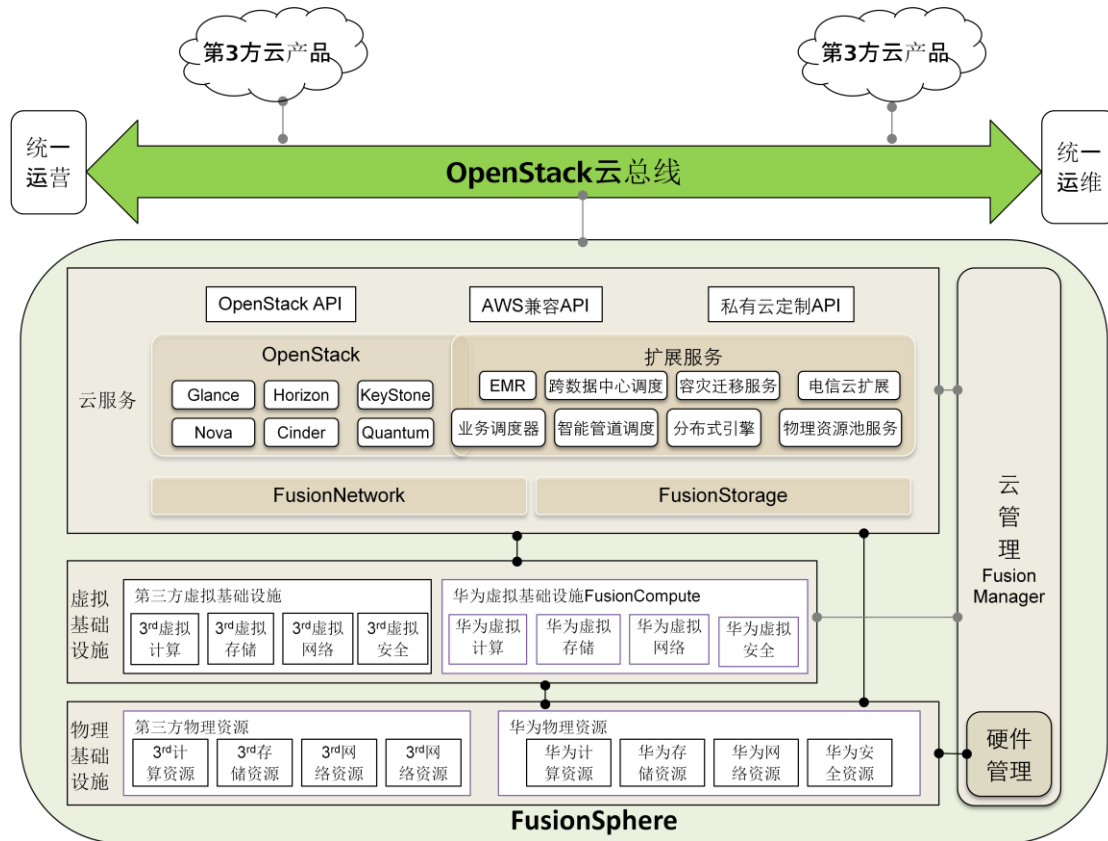 第3方云产品
第3方云产品
统一
运营
OpenStack云总线
统一
运维
OpenStack API
AWS兼容API
私有云定制API
云服务
OpenStack
Glance
Horizon
KeyStone
Nova
Cinder
Quantum
扩展服务
EMR
跨数据中心调度
容灾迁移服务
电信云扩展
业务调度器
智能管道调度
分布式引擎
物理资源池服务
FusionNetwork
FusionStorage
云
管
理
Fusion
Manager
虚拟
基础
设施
第三方虚拟基础设施
3rd虚拟
计算
3rd虚拟
存储
3rd虚拟
网络
3rd虚拟
安全
华为虚拟基础设施FusionCompute
华为虚拟
计算
华为虚拟
存储
华为虚拟
网络
华为虚拟
安全
物理
基础
设施
第三方物理资源
3rd计
算资源
3rd存
储资源
3rd网
络资源
3rd网
络资源
华为物理资源
华为计
算资源
华为存
储资源
华为网
络资源
华为安
全资源
硬件
管理
FusionSphere